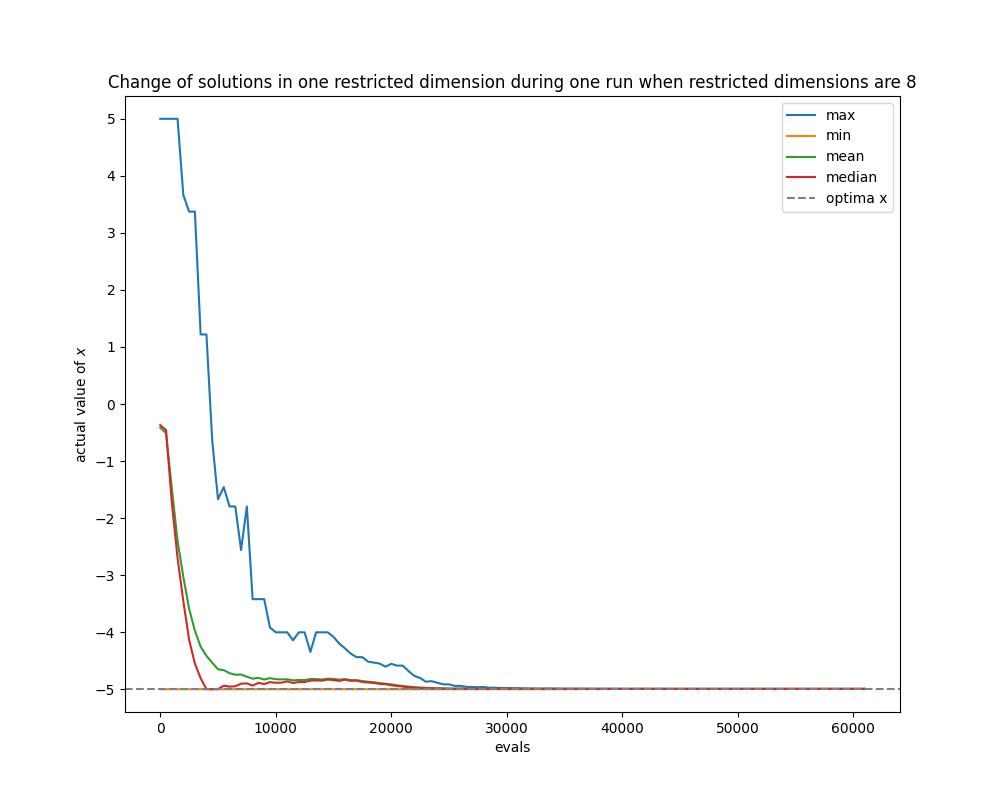 Change of solutions in one restricted dimension during one run when restricted dimensions are 8
max
min
mean
median
optima x
5
4
3
2
1
0
−1
−2
−3
−4
−5
actual value of x
0
10000
20000
30000
40000
50000
60000
evals